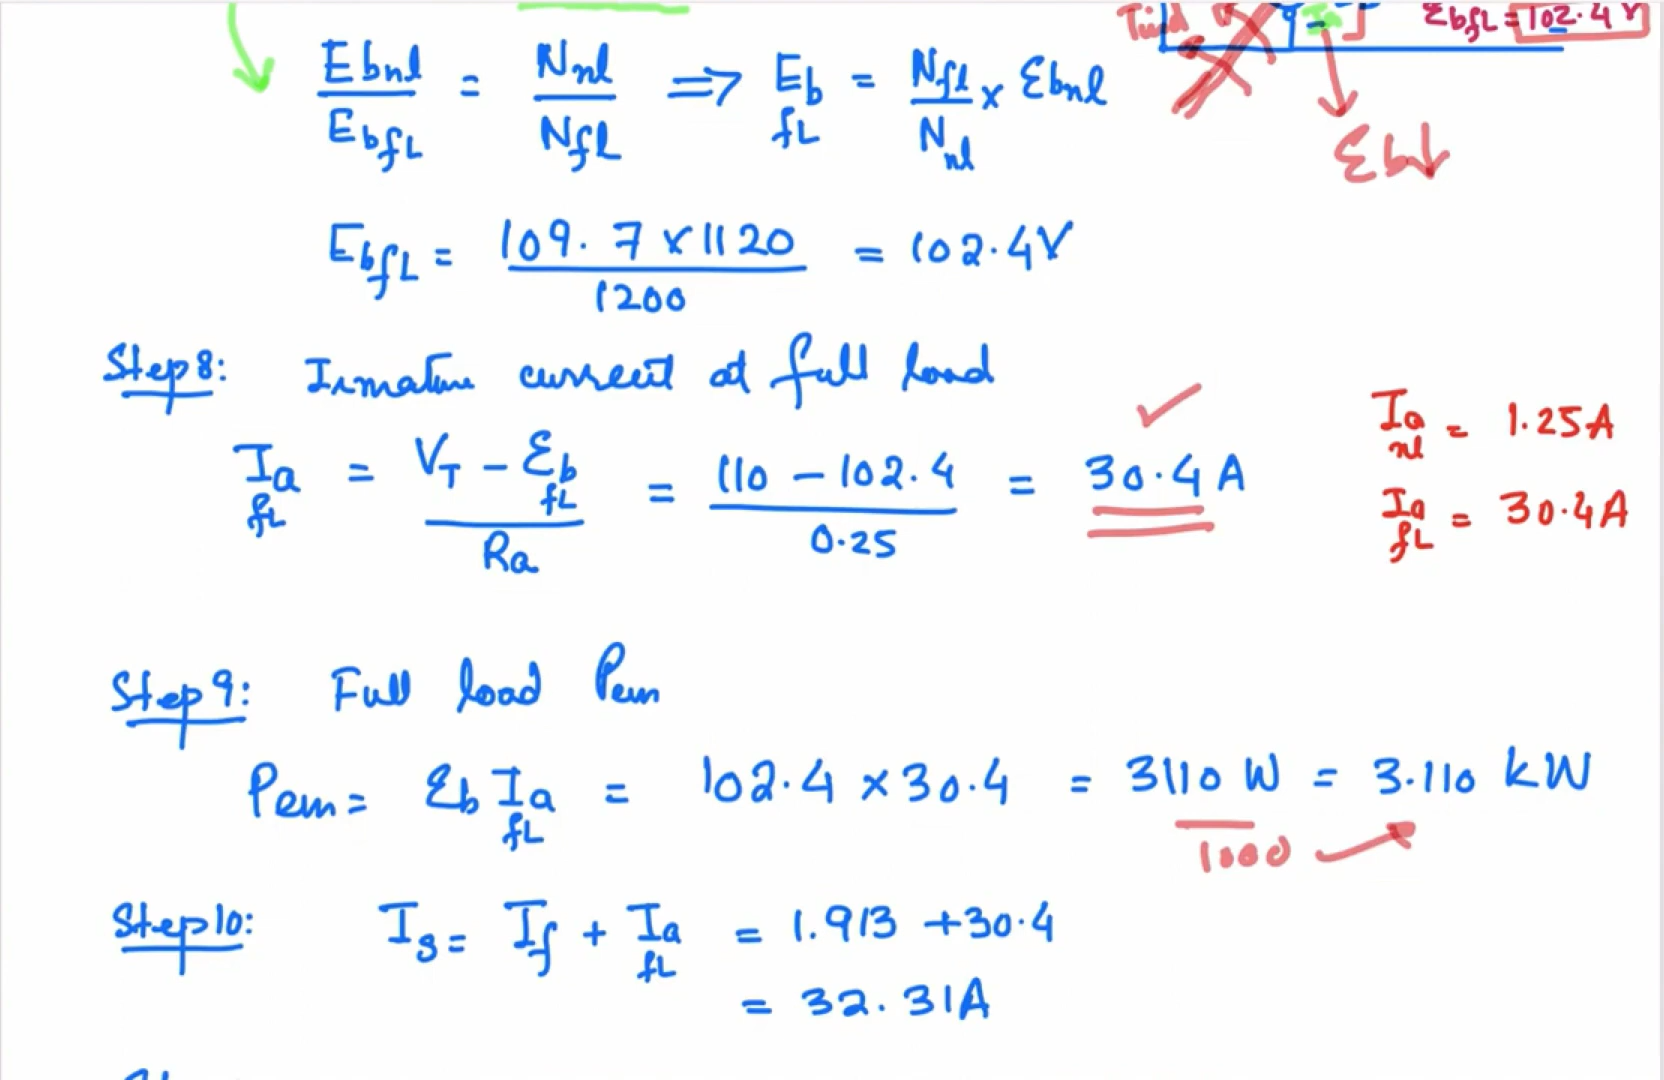 EbfL = 102.4V
Ebnl / EbfL = Nnl / Nfl => Eb fL = Nfl / Nnl x Ebnl
Eb↓
EbfL = 109.7 x 1120 / 1200 = 102.4V
Step 8: Armature current at full load
Ia fL = VT - Eb fL / Ra = 110 - 102.4 / 0.25 = 30.4 A
Ia nl = 1.25A
Ia fL = 30.4A
Step 9: Full load Pem
Pem = Eb Ia fL = 102.4 x 30.4 = 3110 W = 3.110 kW
1000
Step 10: Is = If + Ia fL = 1.913 + 30.4
= 32.31A